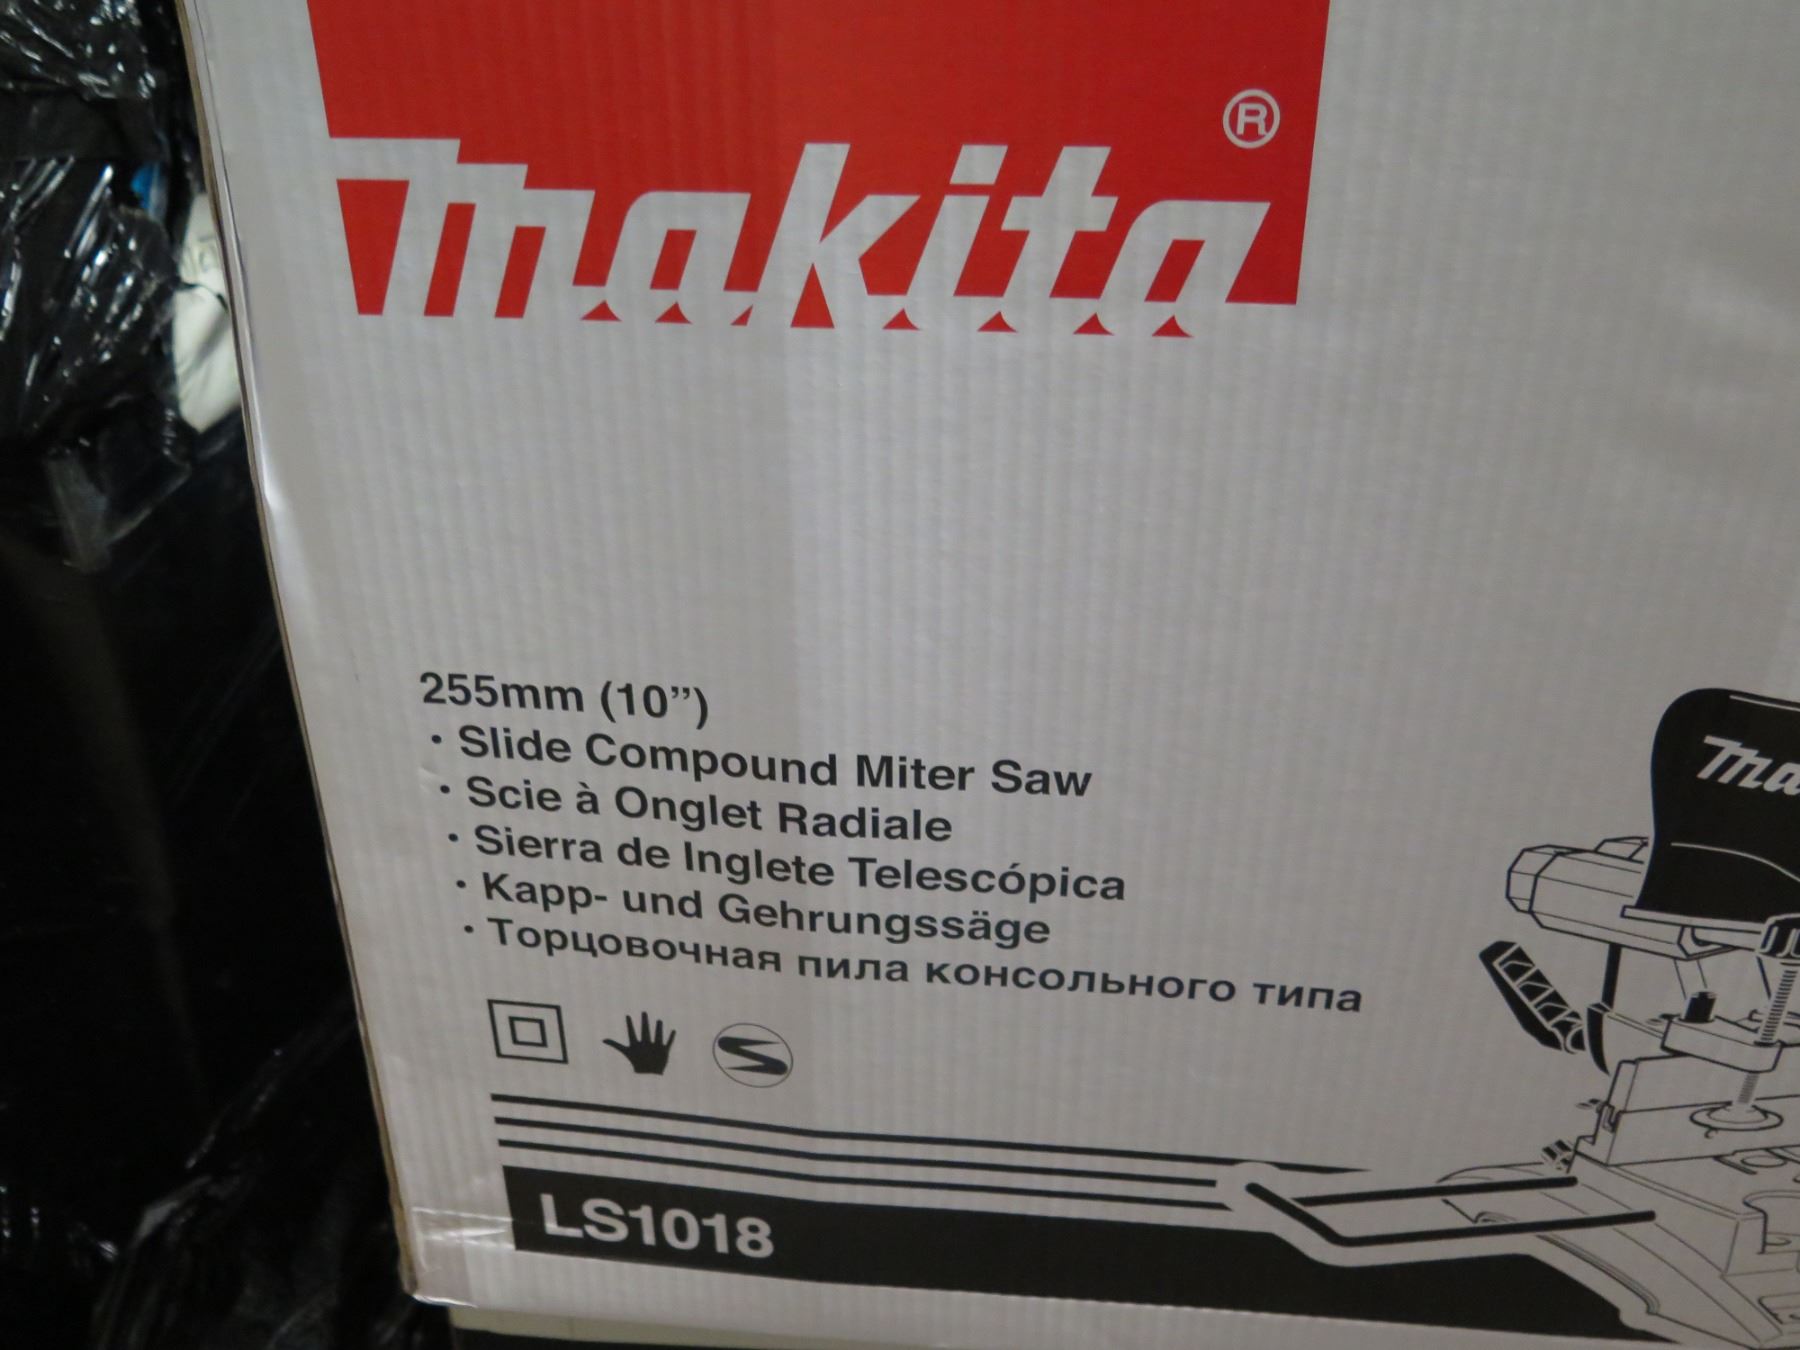 makita®
255mm (10”)
· Slide Compound Miter Saw
· Scie à Onglet Radiale
· Sierra de Inglete Telescópica
· Kapp- und Gehrungssäge
· Торцовочная пила консольного типа
LS1018